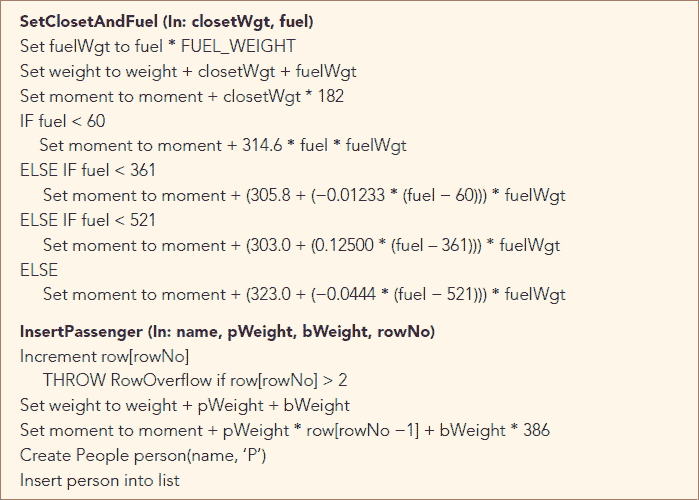 SetClosetAndFuel (In: closetWgt, fuel)
Set fuelWgt to fuel * FUEL_WEIGHT
Set weight to weight + closetWgt + fuelWgt
Set moment to moment + closetWgt * 182
IF fuel < 60
Set moment to moment + 314.6 * fuel * fuelWgt
ELSE IF fuel < 361
Set moment to moment + (305.8 + (−0.01233 * (fuel − 60))) * fuelWgt
ELSE IF fuel < 521
Set moment to moment + (303.0 + (0.12500 * (fuel – 361))) * fuelWgt
ELSE
Set moment to moment + (323.0 + (−0.0444 * (fuel − 521))) * fuelWgt
InsertPassenger (In: name, pWeight, bWeight, rowNo)
Increment row[rowNo]
THROW RowOverflow if row[rowNo] > 2
Set weight to weight + pWeight + bWeight
Set moment to moment + pWeight * row[rowNo −1] + bWeight * 386
Create People person(name, ‘P’)
Insert person into list